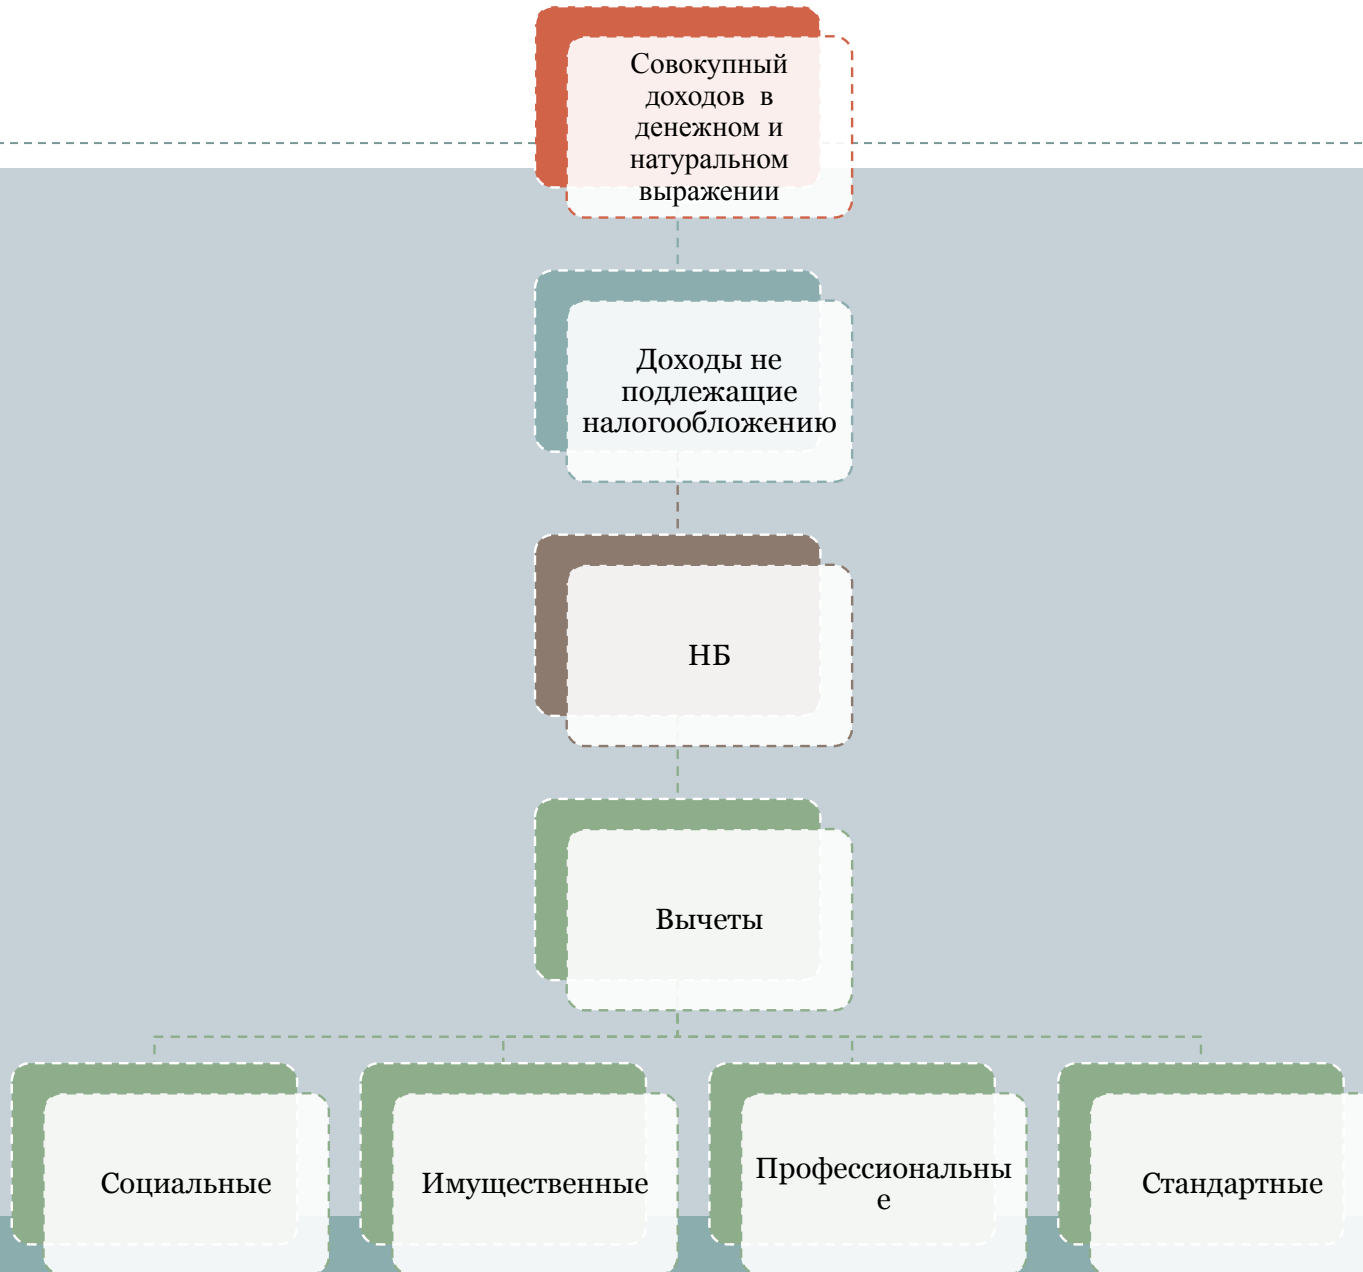 Совокупный
доходов в
денежном и
натуральном
выражении
Доходы не
подлежащие
налогообложению
НБ
Вычеты
Социальные
Имущественные
Профессиональны
е
Стандартные